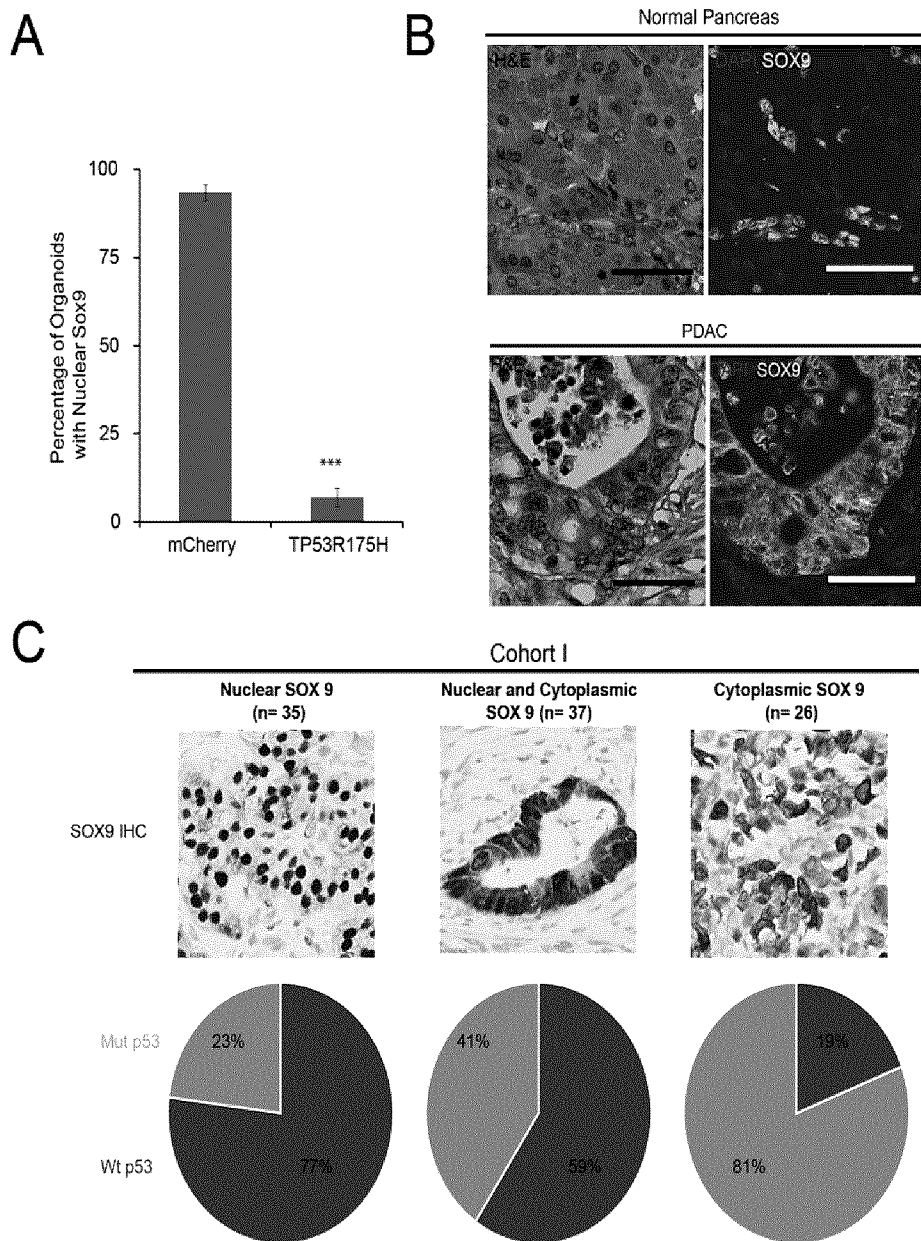 A
Percentage of Organoids
with Nuclear Sox9
100
75
50
25
0
***
mCherry
TP53R175H
B
Normal Pancreas
H&E
SOX9
PDAC
H&E
SOX9
C
Cohort I
Nuclear SOX 9
(n= 35)
Nuclear and Cytoplasmic
SOX 9 (n= 37)
Cytoplasmic SOX 9
(n= 26)
SOX9 IHC
Mut p53
Wt p53
23%
77%
41%
59%
19%
81%